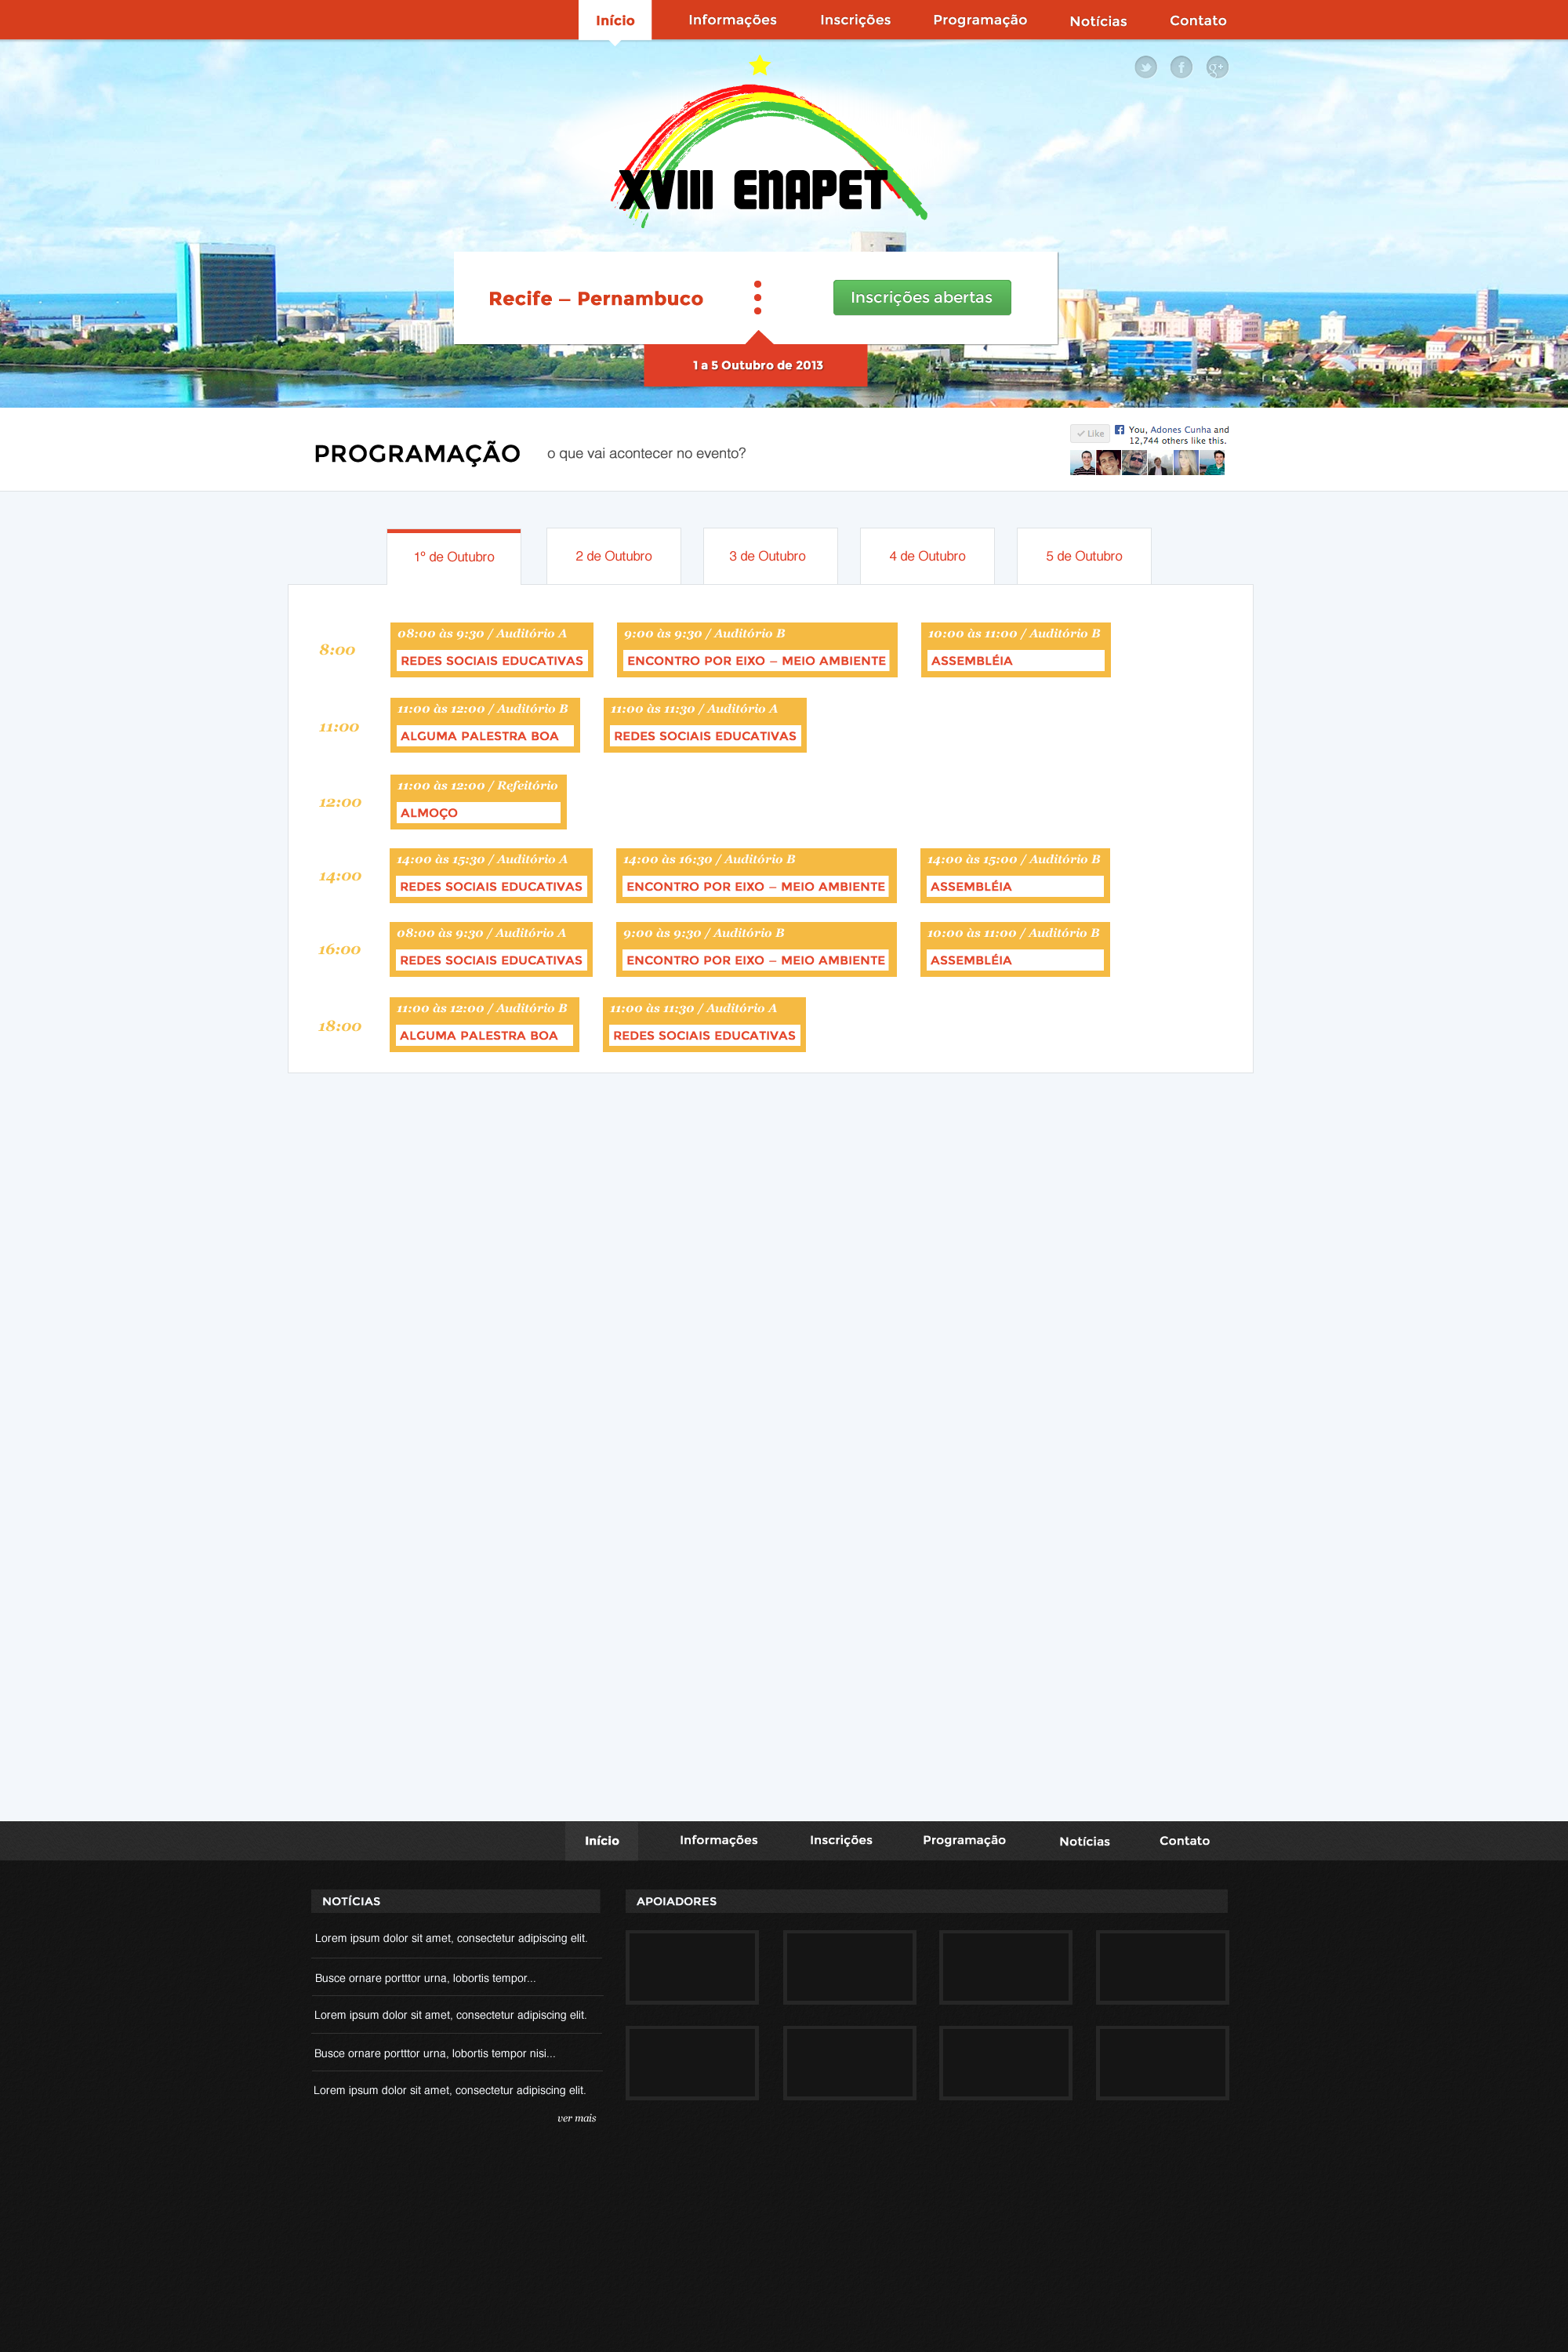 Início Informações Inscrições Programação Notícias Contato
XVIII ENAPET
Recife – Pernambuco
Inscrições abertas
1 a 5 Outubro de 2013
PROGRAMAÇÃO o que vai acontecer no evento?
Like
You, Adones Cunha and
12,744 others like this.
1º de Outubro 2 de Outubro 3 de Outubro 4 de Outubro 5 de Outubro
8:00
08:00 às 9:30 / Auditório A
REDES SOCIAIS EDUCATIVAS
9:00 às 9:30 / Auditório B
ENCONTRO POR EIXO – MEIO AMBIENTE
10:00 às 11:00 / Auditório B
ASSEMBLÉIA
11:00
11:00 às 12:00 / Auditório B
ALGUMA PALESTRA BOA
11:00 às 11:30 / Auditório A
REDES SOCIAIS EDUCATIVAS
12:00
11:00 às 12:00 / Refeitório
ALMOÇO
14:00
14:00 às 15:30 / Auditório A
REDES SOCIAIS EDUCATIVAS
14:00 às 16:30 / Auditório B
ENCONTRO POR EIXO – MEIO AMBIENTE
14:00 às 15:00 / Auditório B
ASSEMBLÉIA
16:00
08:00 às 9:30 / Auditório A
REDES SOCIAIS EDUCATIVAS
9:00 às 9:30 / Auditório B
ENCONTRO POR EIXO – MEIO AMBIENTE
10:00 às 11:00 / Auditório B
ASSEMBLÉIA
18:00
11:00 às 12:00 / Auditório B
ALGUMA PALESTRA BOA
11:00 às 11:30 / Auditório A
REDES SOCIAIS EDUCATIVAS
Início Informações Inscrições Programação Notícias Contato
NOTÍCIAS
Lorem ipsum dolor sit amet, consectetur adipiscing elit.
Busce ornare portttor urna, lobortis tempor...
Lorem ipsum dolor sit amet, consectetur adipiscing elit.
Busce ornare portttor urna, lobortis tempor nisi...
Lorem ipsum dolor sit amet, consectetur adipiscing elit.
ver mais
APOIADORES